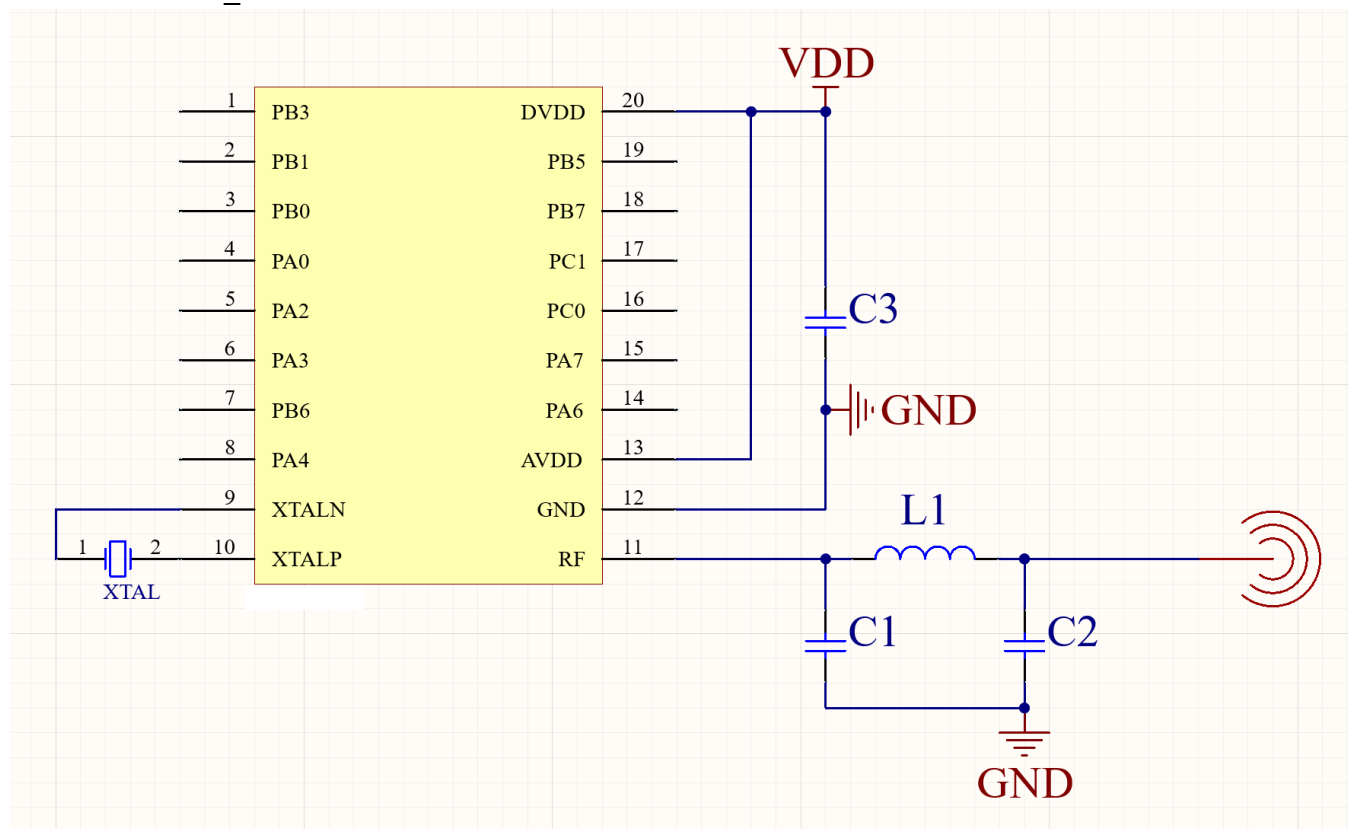 VDD
1 PB3 DVDD 20
2 PB1 PB5 19
3 PB0 PB7 18
4 PA0 PC1 17
5 PA2 PC0 16
C3
6 PA3 PA7 15
7 PB6 PA6 14
GND
8 PA4 AVDD 13
9 XTALN GND 12
L1
1 2 10 XTALP RF 11
XTAL
C1
C2
GND